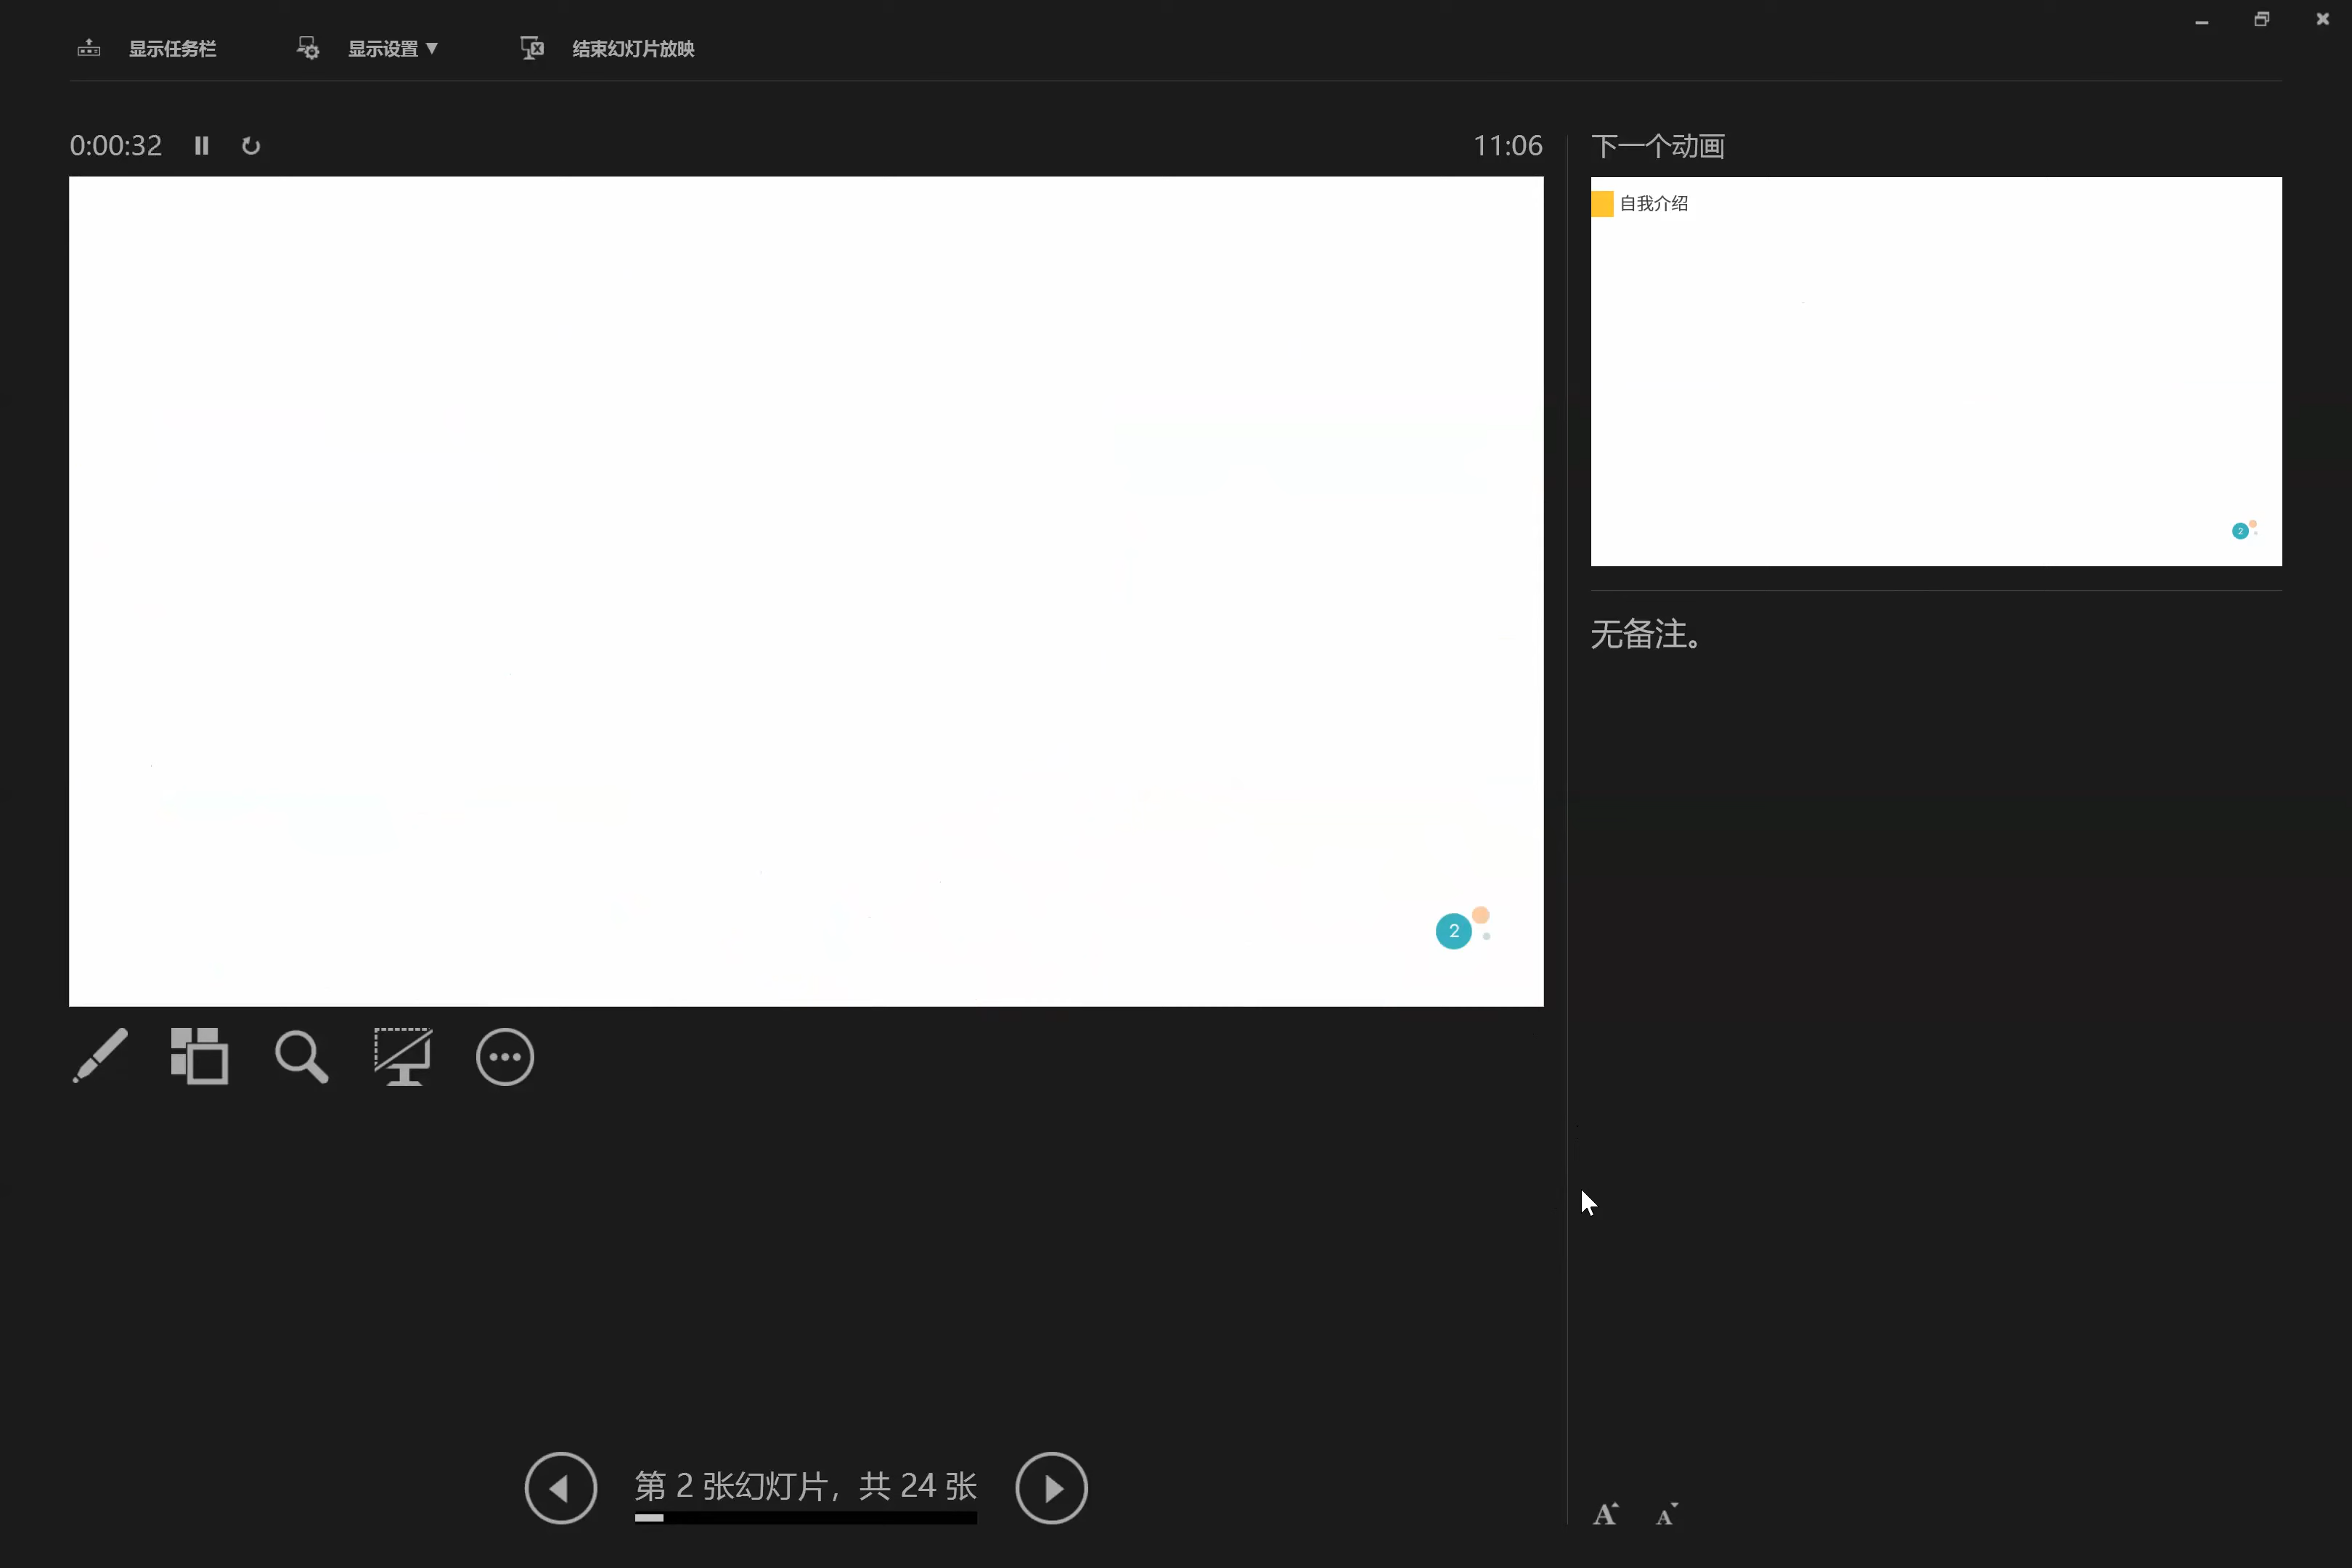 显示任务栏 显示设置 ▼ 结束幻灯片放映
0:00:32 11:06
2
下一个动画
自我介绍
2
无备注。
第 2 张幻灯片，共 24 张
A A